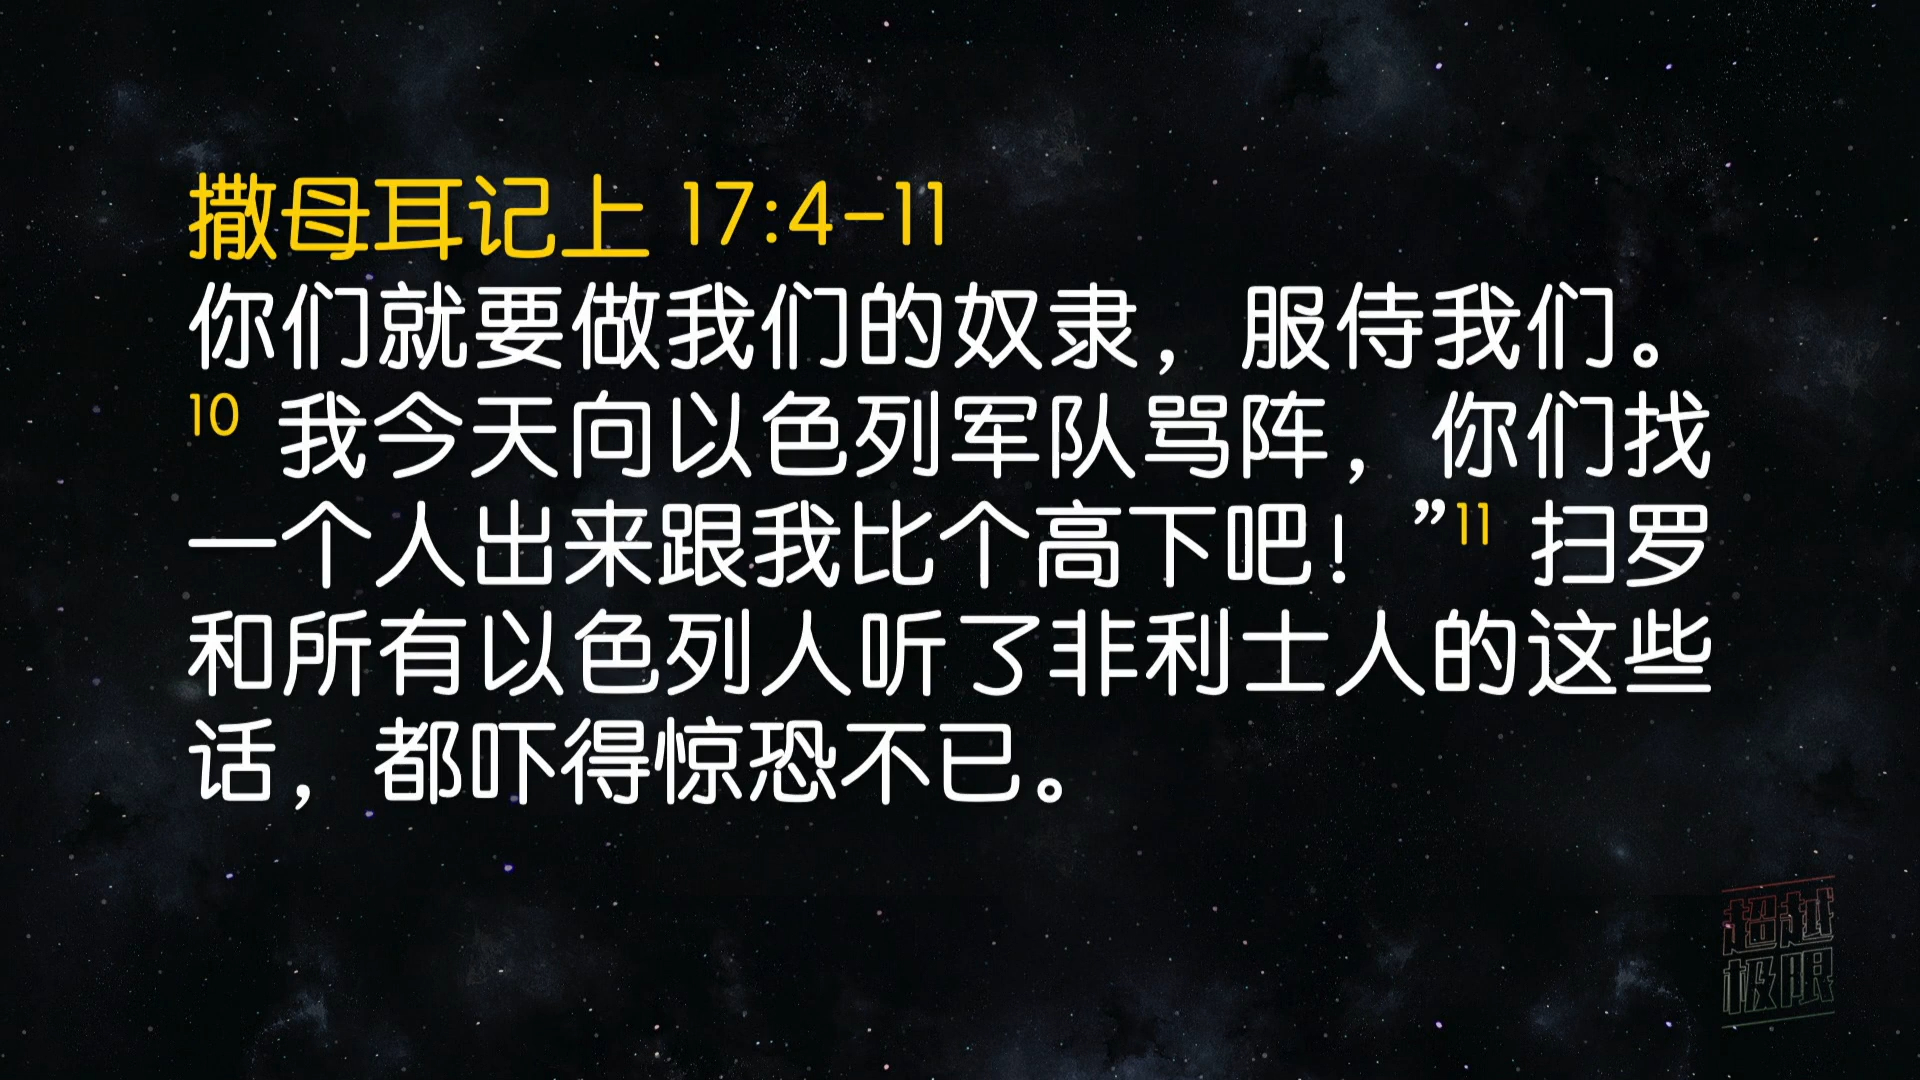 撒母耳记上 17:4-11
你们就要做我们的奴隶，服侍我们。
10 我今天向以色列军队骂阵，你们找
一个人出来跟我比个高下吧！”11 扫罗
和所有以色列人听了非利士人的这些
话，都吓得惊恐不已。
超越
极限